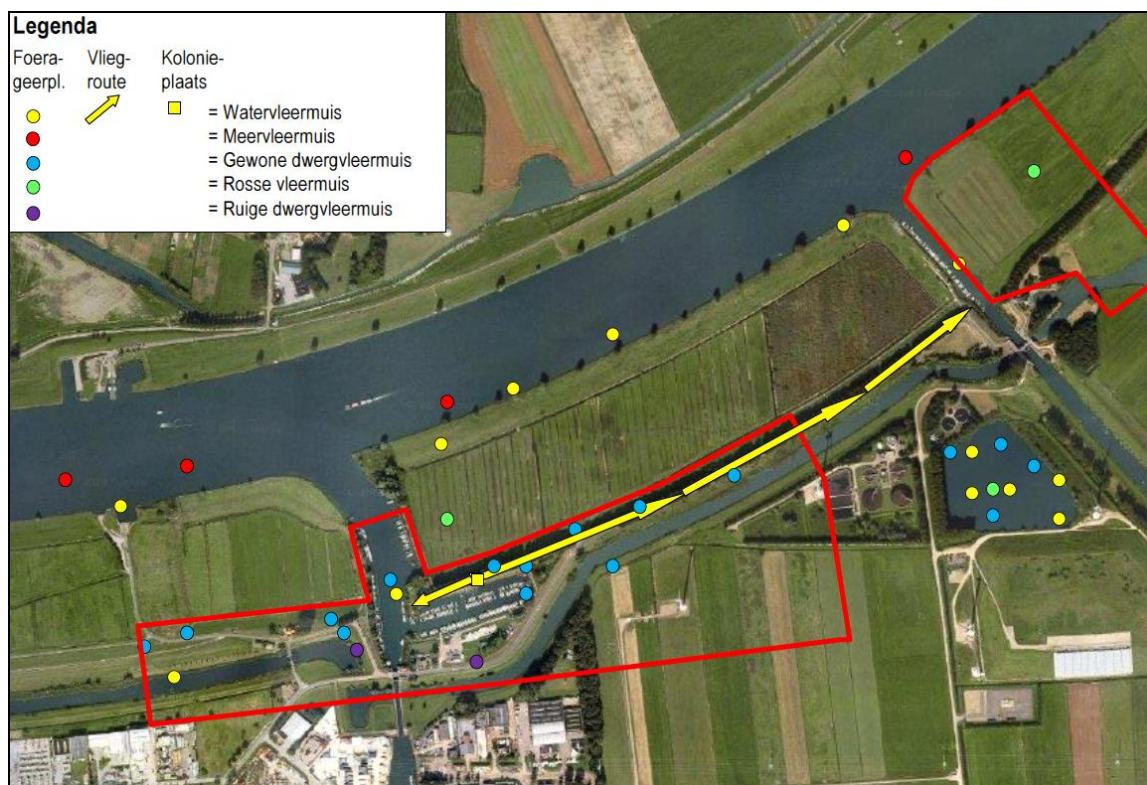 Legenda
Foera- Vlieg- Kolonie-
geerpl. route plaats
= Watervleermuis
= Meervleermuis
= Gewone dwergvleermuis
= Rosse vleermuis
= Ruige dwergvleermuis